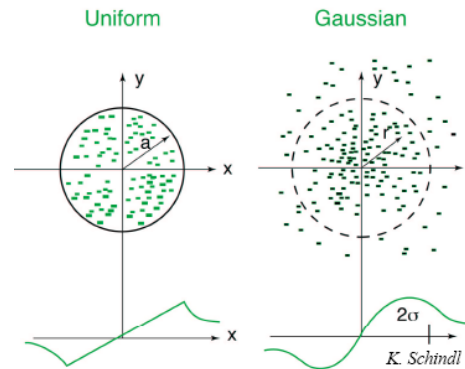 Uniform
Gaussian
y
a
x
y
r
x
2σ
K. Schindl